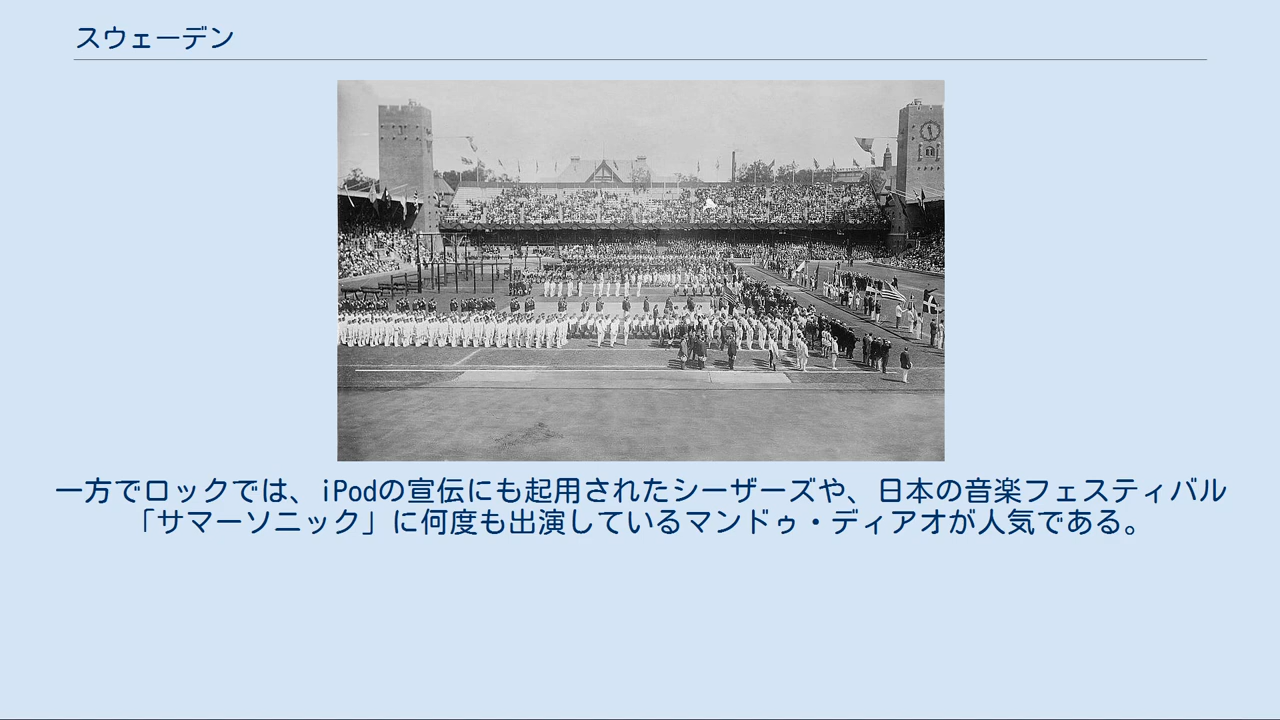 スウェーデン
一方でロックでは、iPodの宣伝にも起用されたシーザーズや、日本の音楽フェスティバル
「サマーソニック」に何度も出演しているマンドゥ・ディアオが人気である。